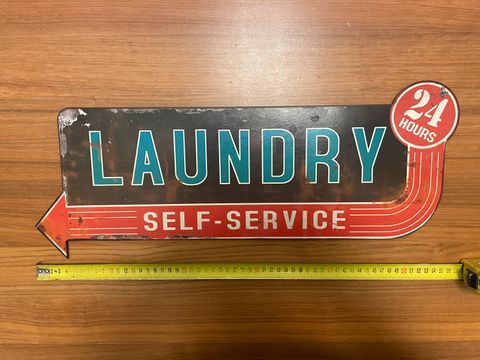 24
HOURS
LAUNDRY
SELF-SERVICE